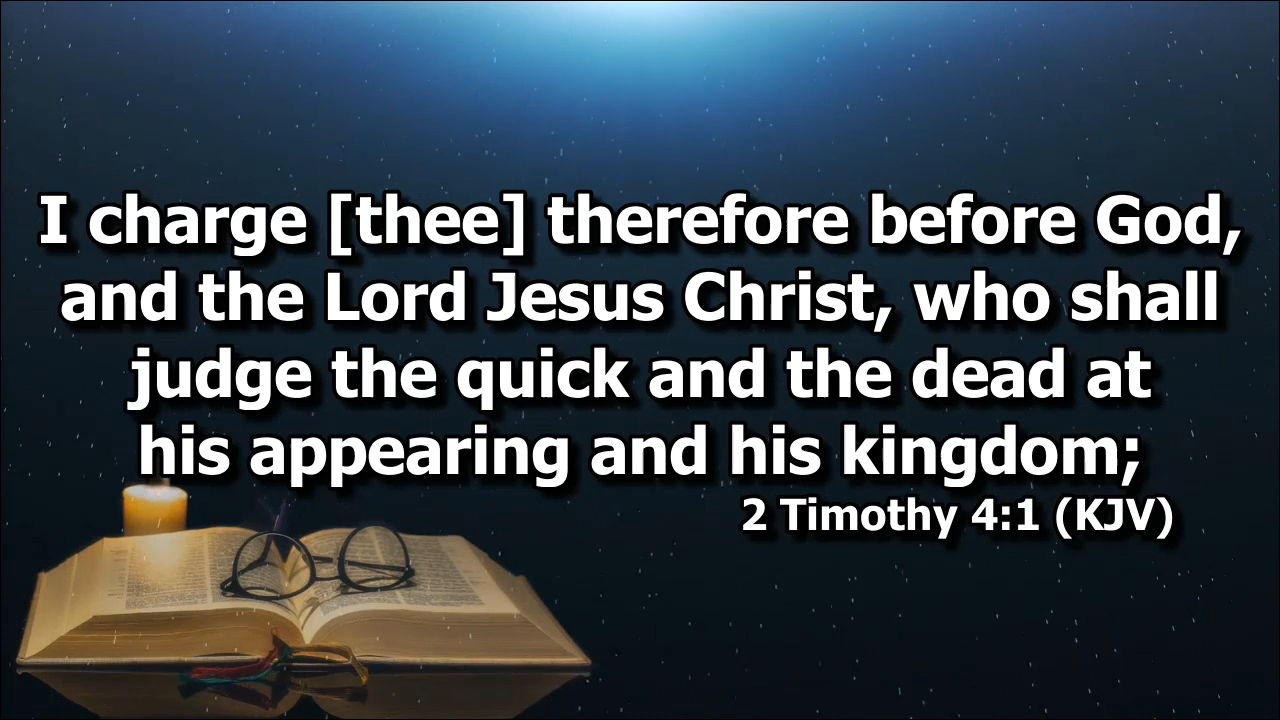 I charge [thee] therefore before God,
and the Lord Jesus Christ, who shall
judge the quick and the dead at
his appearing and his kingdom;
2 Timothy 4:1 (KJV)